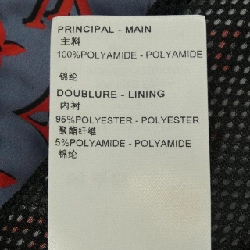 PRINCIPAL - MAIN
主料
100%POLYAMIDE - POLYAMIDE
锦纶
DOUBLURE - LINING
内衬
95%POLYESTER - POLYESTER
聚酯纤维
5%POLYAMIDE - POLYAMIDE
锦纶